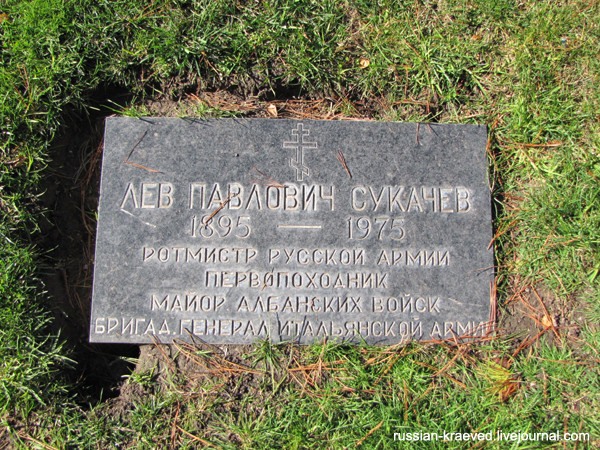 ЛЕВ ПАВЛОВИЧ СУКАЧЕВ
1895 — 1975
РОТМИСТР РУССКОЙ АРМИИ
ПЕРВОПОХОДНИК
МАЙОР АЛБАНСКИХ ВОЙСК
БРИГАД. ГЕНЕРАЛ ИТАЛЬЯНСКОЙ АРМИИ
russian-kraeved.livejournal.com